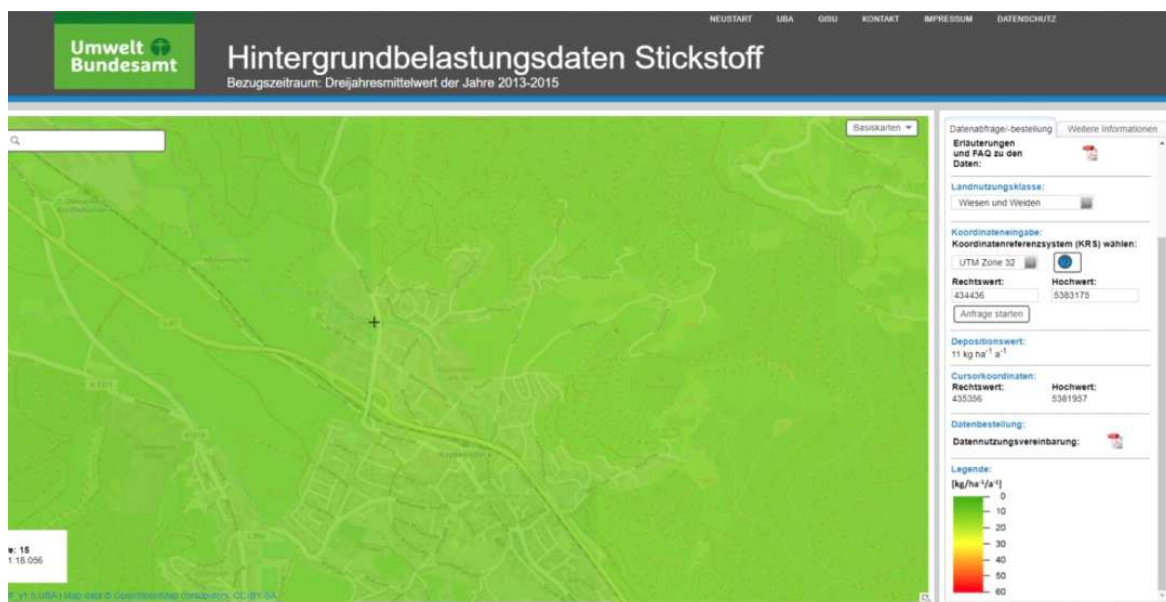 NEUSTART UBA GISU KONTAKT IMPRESSUM DATENSCHUTZ
Umwelt
Bundesamt
Hintergrundbelastungsdaten Stickstoff
Bezugszeitraum: Dreijahresmittelwert der Jahre 2013-2015
Basiskarten
Datenabfrage/-bestellung Weitere Informationen
Erläuterungen
und FAQ zu den
Daten:
Landnutzungsklasse:
Wiesen und Weiden
Koordinateneingabe:
Koordinatenreferenzsystem (KRS) wählen:
UTM Zone 32
Rechtswert: Hochwert:
434436 5383175
Anfrage starten
Depositionswert:
11 kg ha⁻¹ a⁻¹
Cursorkoordinaten:
Rechtswert: Hochwert:
435356 5381957
Datenbestellung:
Datennutzungsvereinbarung:
Legende:
[kg/ha⁻¹/a⁻¹]
0
10
20
30
40
50
60
e: 15
1:18.056
Map data © OpenStreetMap contributors, CC-BY-SA